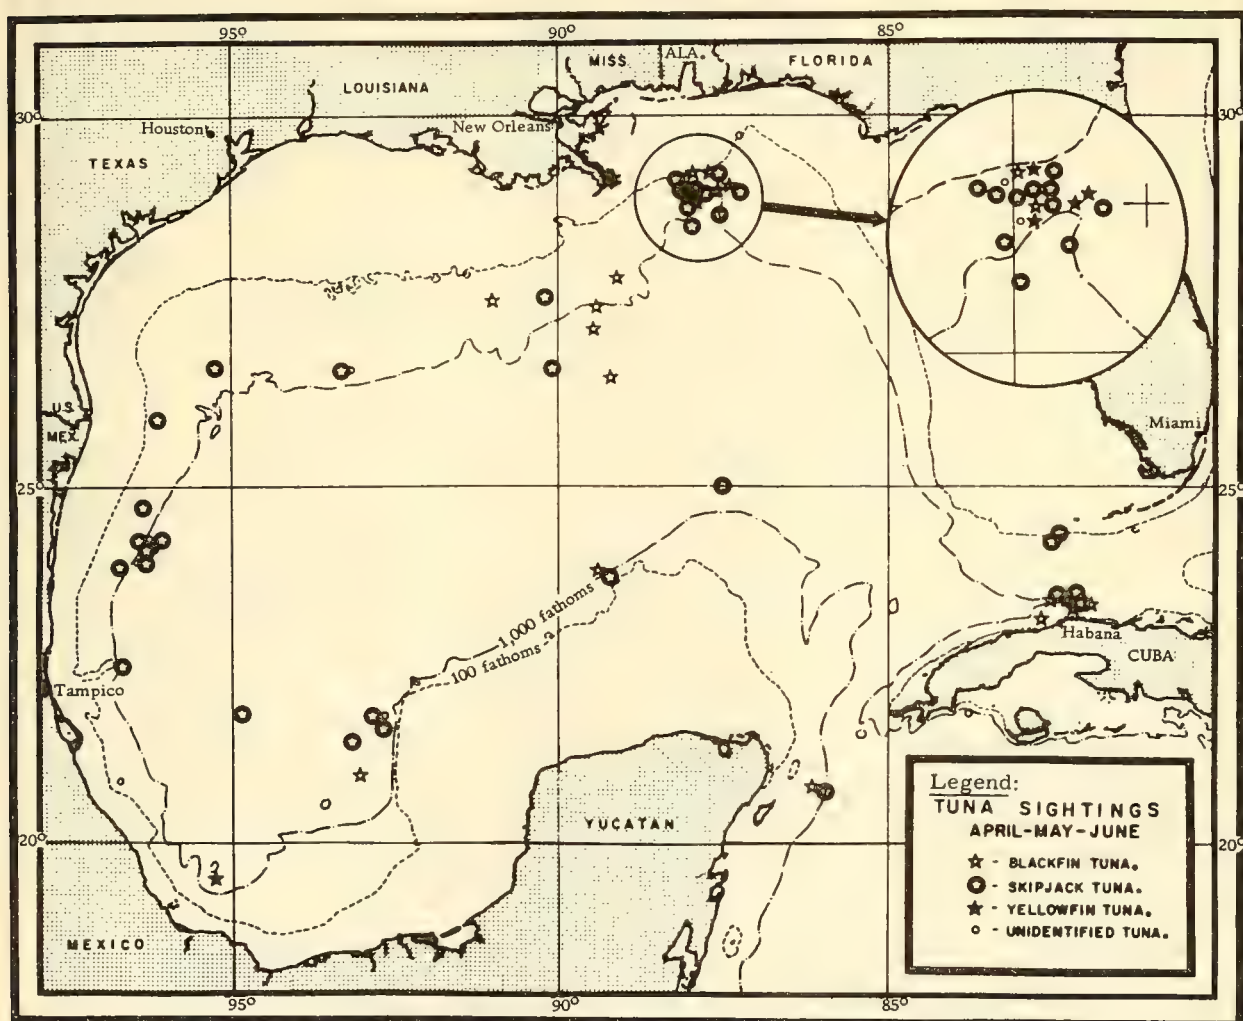 95° 90° 85°
MISS. ALA. FLORIDA
LOUISIANA
30° 30°
Houston New Orleans
TEXAS
U.S.
MEX.
Miami
25° 25°
1,000 fathoms
100 fathoms
Habana
CUBA
Tampico
YUCATAN
20° 20°
MEXICO
Legend:
TUNA SIGHTINGS
APRIL-MAY-JUNE
☆ - BLACKFIN TUNA.
✪ - SKIPJACK TUNA.
★ - YELLOWFIN TUNA.
○ - UNIDENTIFIED TUNA.
95° 90° 85°